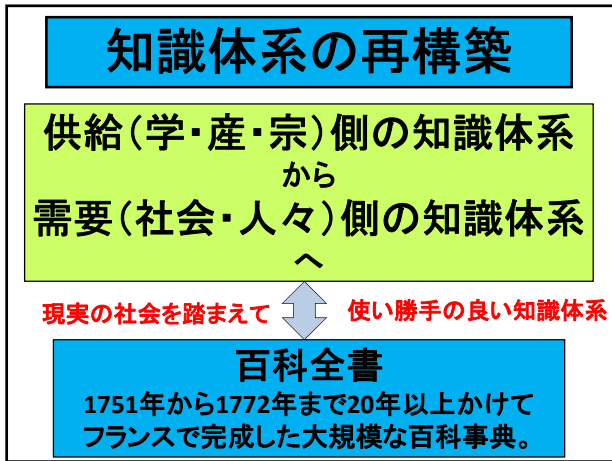 知識体系の再構築
供給（学・産・宗）側の知識体系
から
需要（社会・人々）側の知識体系
へ
現実の社会を踏まえて
使い勝手の良い知識体系
百科全書
1751年から1772年まで20年以上かけて
フランスで完成した大規模な百科事典。